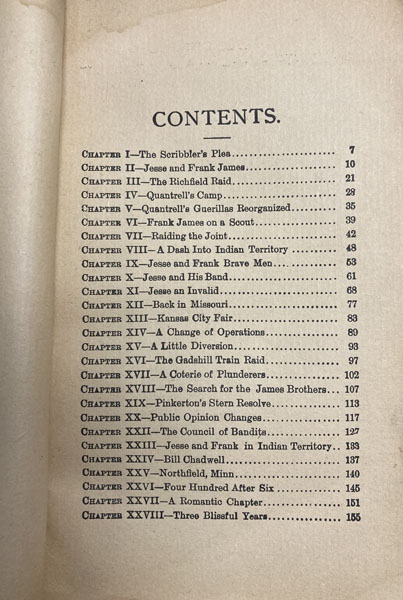 CONTENTS.
CHAPTER I—The Scribbler's Plea....................... 7
CHAPTER II—Jesse and Frank James.................... 10
CHAPTER III—The Richfield Raid...................... 21
CHAPTER IV—Quantrell's Camp......................... 28
CHAPTER V—Quantrell's Guerillas Reorganized......... 35
CHAPTER VI—Frank James on a Scout................... 39
CHAPTER VII—Raiding the Joint....................... 42
CHAPTER VIII—A Dash Into Indian Territory .......... 48
CHAPTER IX—Jesse and Frank Brave Men................ 53
CHAPTER X—Jesse and His Band........................ 61
CHAPTER XI—Jesse an Invalid......................... 68
CHAPTER XII—Back in Missouri........................ 77
CHAPTER XIII—Kansas City Fair....................... 83
CHAPTER XIV—A Change of Operations.................. 89
CHAPTER XV—A Little Diversion....................... 93
CHAPTER XVI—The Gadshill Train Raid................. 97
CHAPTER XVII—A Coterie of Plunderers................ 102
CHAPTER XVIII—The Search for the James Brothers... 107
CHAPTER XIX—Pinkerton's Stern Resolve............... 113
CHAPTER XX—Public Opinion Changes................... 117
CHAPTER XXII—The Council of Bandits................. 127
CHAPTER XXIII—Jesse and Frank in Indian Territory.. 133
CHAPTER XXIV—Bill Chadwell.......................... 137
CHAPTER XXV—Northfield, Minn........................ 140
CHAPTER XXVI—Four Hundred After Six ................ 145
CHAPTER XXVII—A Romantic Chapter.................... 151
CHAPTER XXVIII—Three Blissful Years................. 155